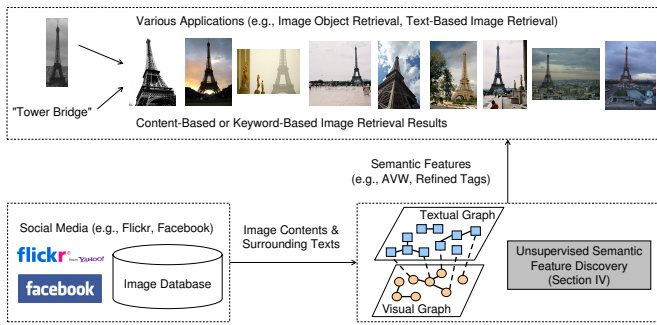 Various Applications (e.g., Image Object Retrieval, Text-Based Image Retrieval)
"Tower Bridge"
Content-Based or Keyword-Based Image Retrieval Results
Semantic Features
(e.g., AVW, Refined Tags)
Social Media (e.g., Flickr, Facebook)
flickr from YAHOO!
facebook
Image Database
Image Contents &
Surrounding Texts
Textual Graph
Visual Graph
Unsupervised Semantic
Feature Discovery
(Section IV)